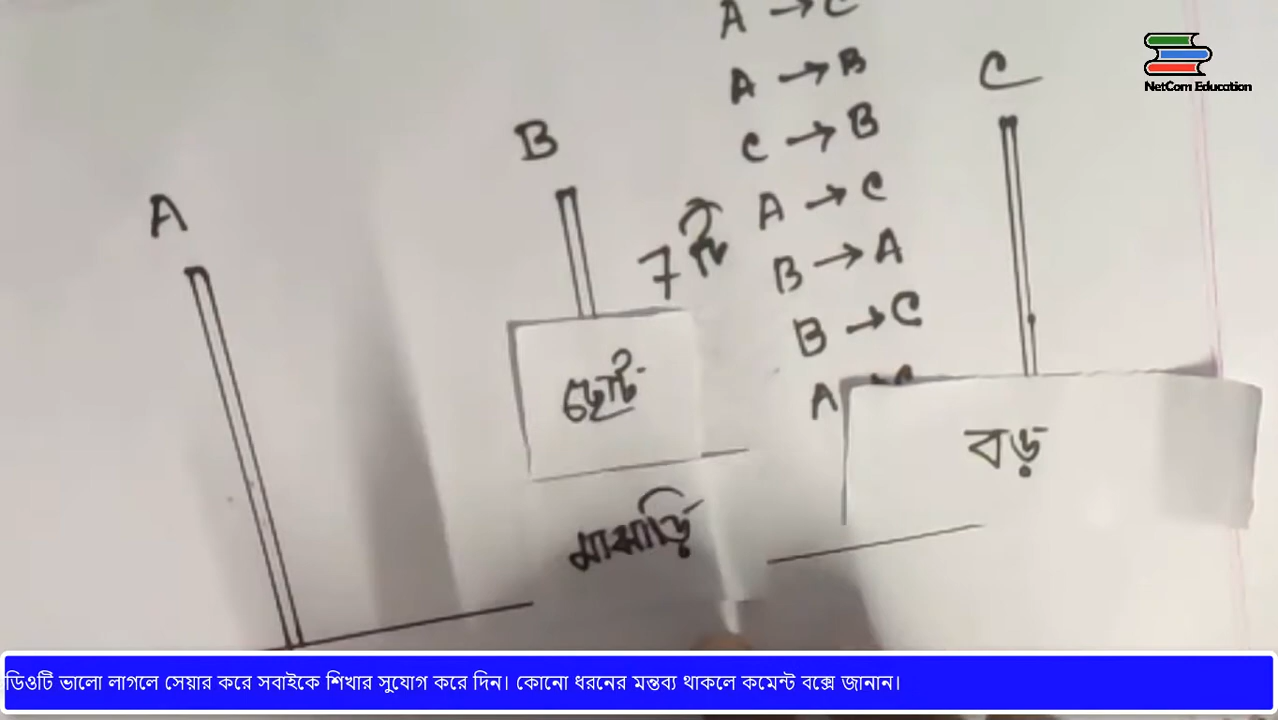 A → C
A → B
C → B
A → C
B → A
B → C
A
7 টি
A
B
C
ছোট
মাঝাড়ি
বড়
NetCom Education
ডিওটি ভালো লাগলে সেয়ার করে সবাইকে শিখার সুযোগ করে দিন। কোনো ধরনের মন্তব্য থাকলে কমেন্ট বক্সে জানান।